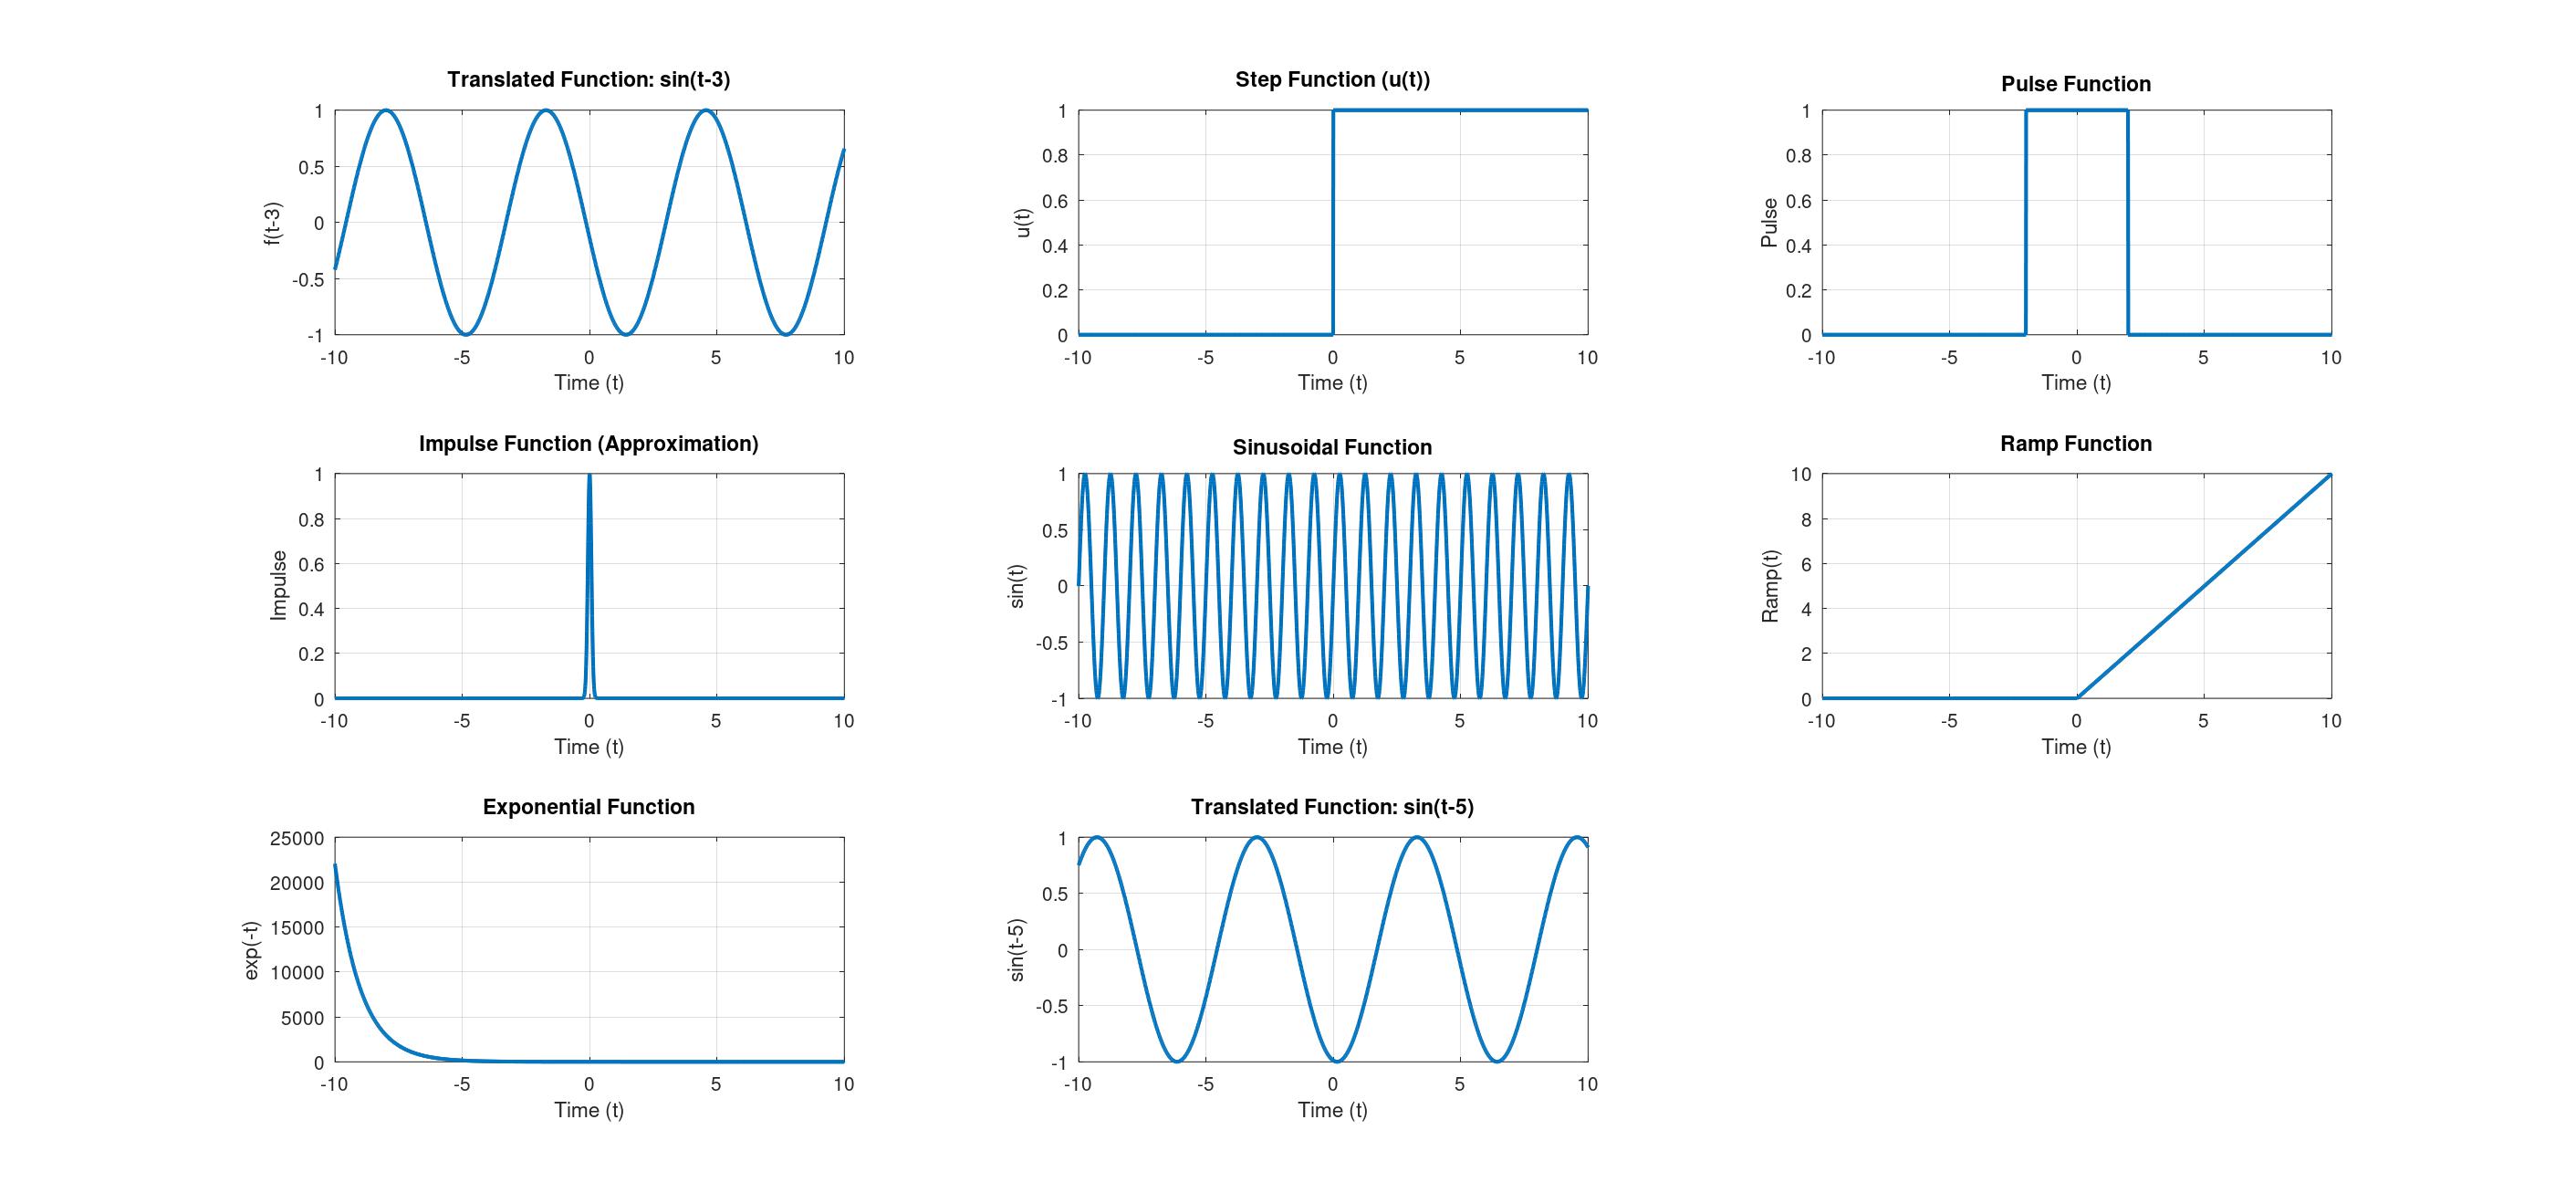 Translated Function: sin(t-3)
1
0.5
0
-0.5
-1
f(t-3)
-10 -5 0 5 10
Time (t)
Step Function (u(t))
1
0.8
0.6
0.4
0.2
0
u(t)
-10 -5 0 5 10
Time (t)
Pulse Function
1
0.8
0.6
0.4
0.2
0
Pulse
-10 -5 0 5 10
Time (t)
Impulse Function (Approximation)
1
0.8
0.6
0.4
0.2
0
Impulse
-10 -5 0 5 10
Time (t)
Sinusoidal Function
1
0.5
0
-0.5
-1
sin(t)
-10 -5 0 5 10
Time (t)
Ramp Function
10
8
6
4
2
0
Ramp(t)
-10 -5 0 5 10
Time (t)
Exponential Function
25000
20000
15000
10000
5000
0
exp(-t)
-10 -5 0 5 10
Time (t)
Translated Function: sin(t-5)
1
0.5
0
-0.5
-1
sin(t-5)
-10 -5 0 5 10
Time (t)